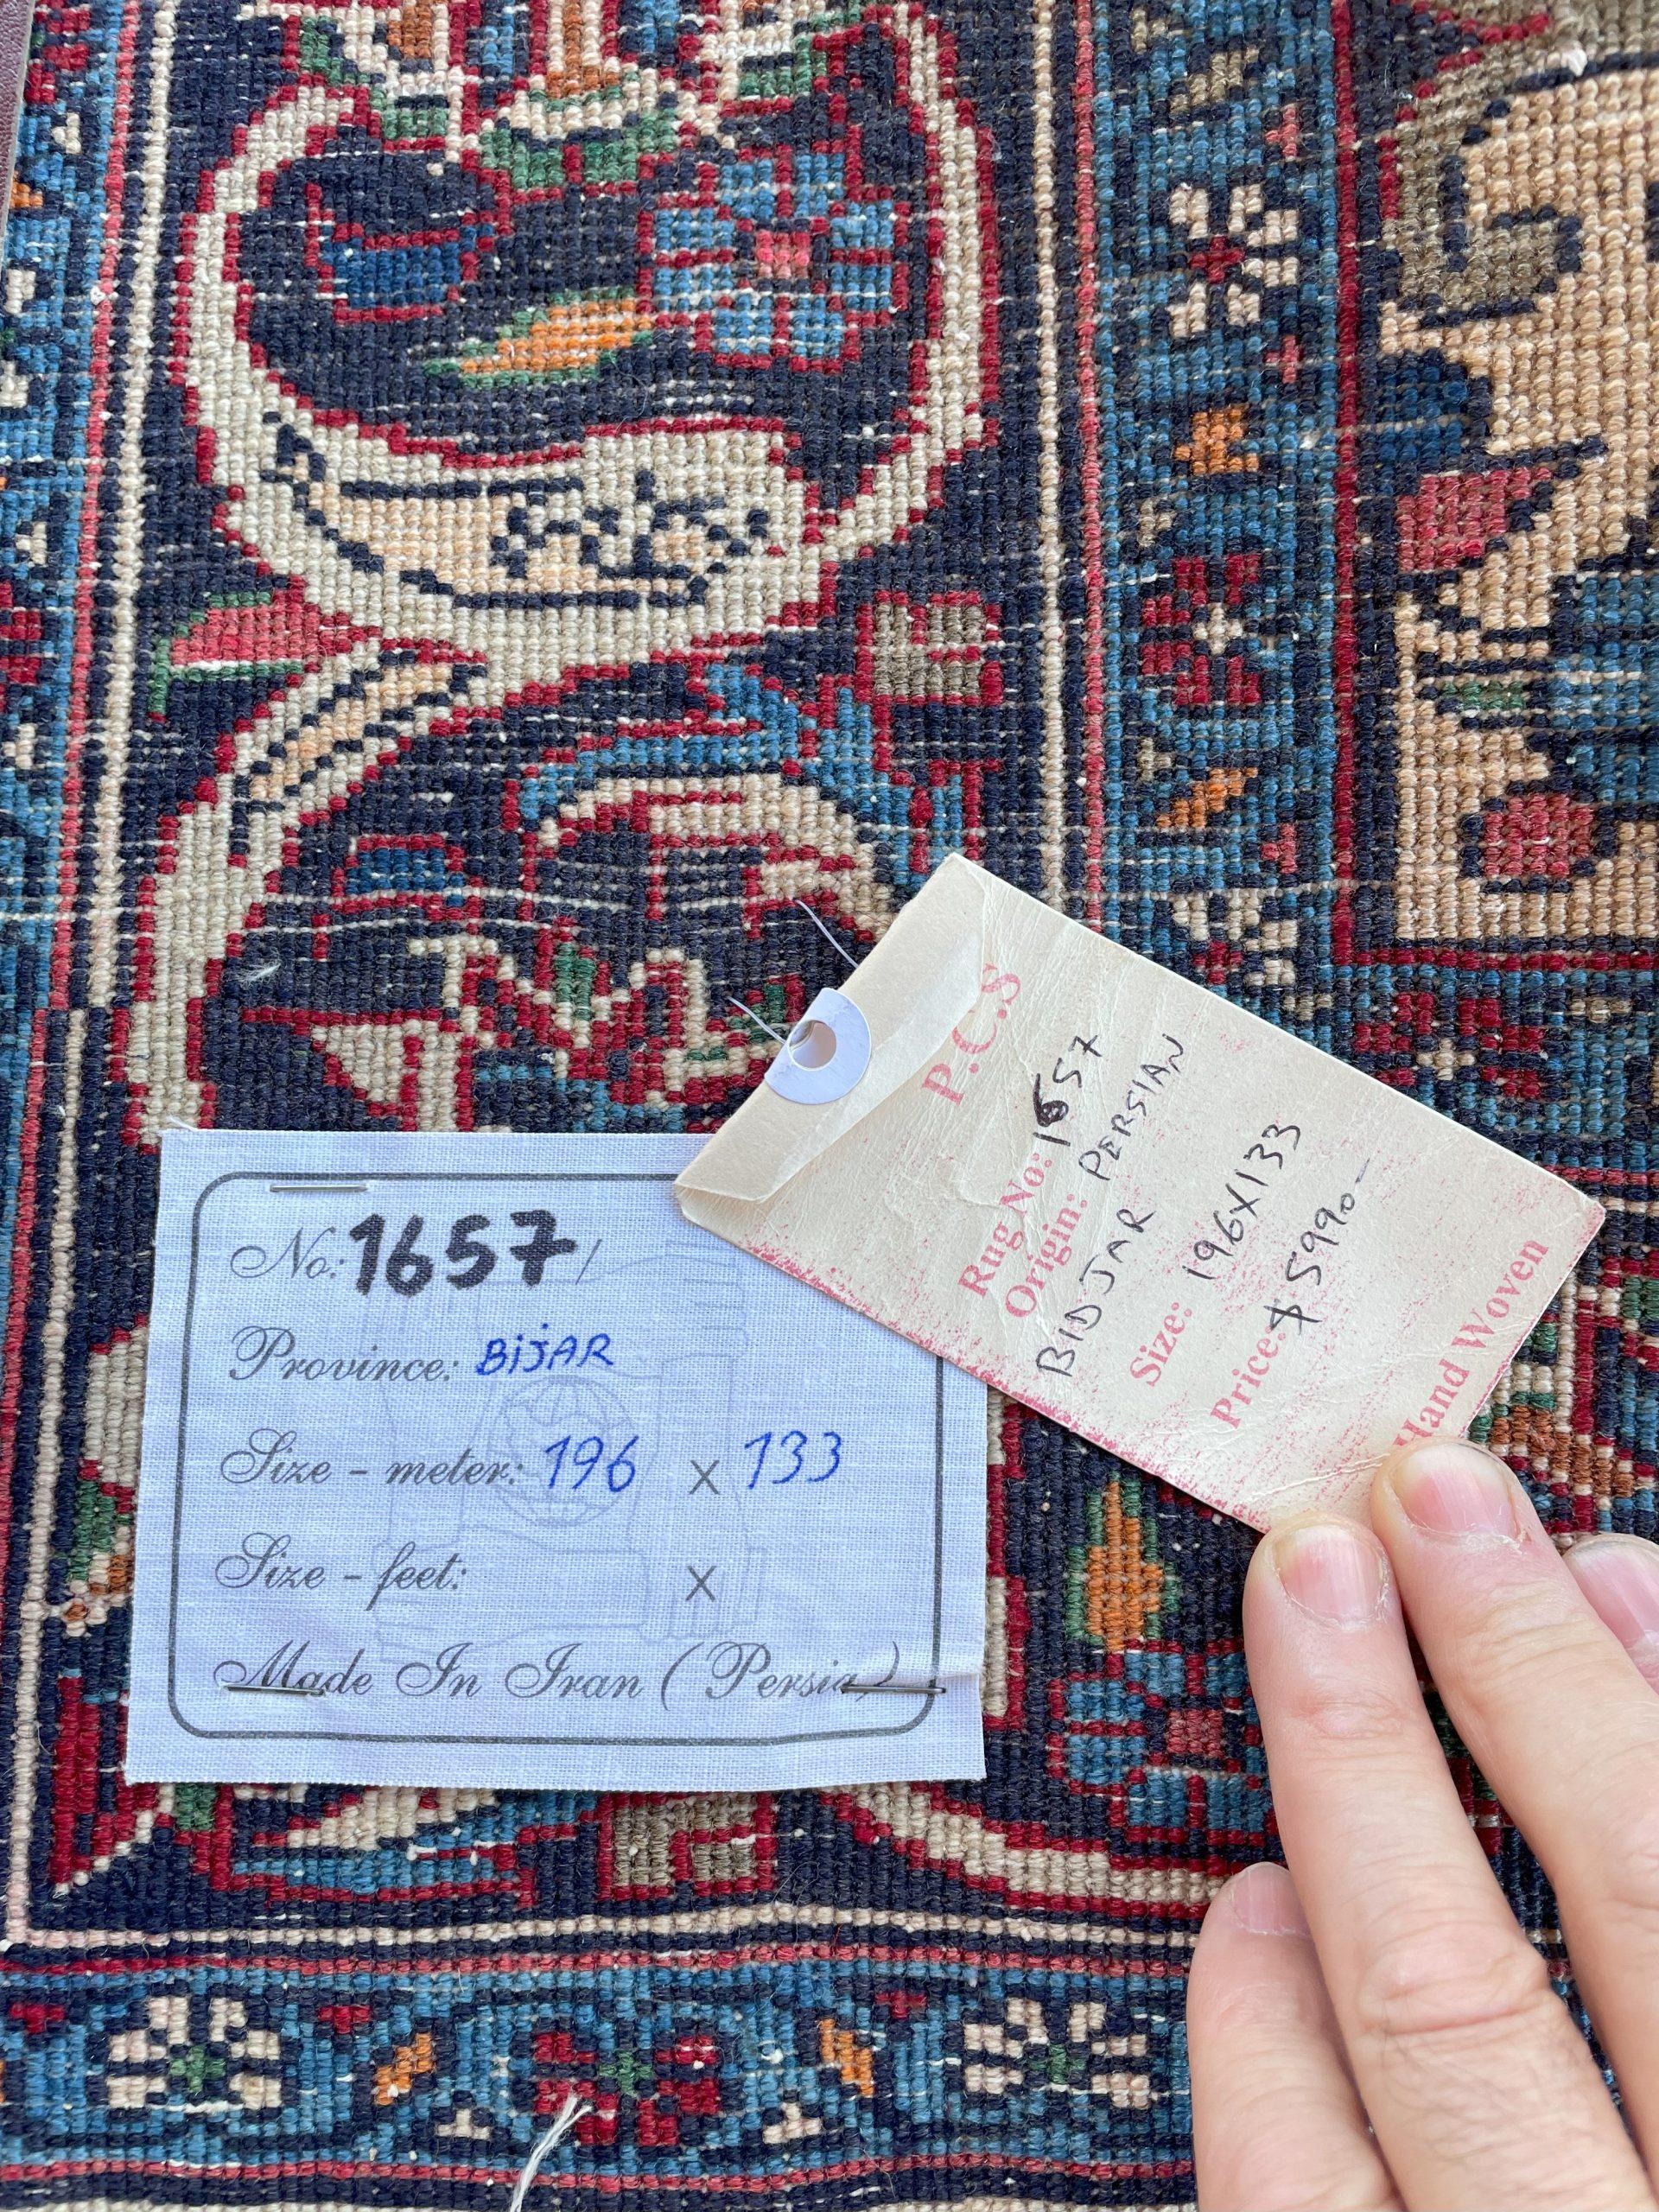 No: 1657/
Province: BIJAR
Size - meter: 196 X 133
Size - feet: X
Made In Iran (Persia)
P.C.S
Rug No: 1657
Origin: PERSIAN
BIDJAR
Size: 196X133
Price: $5990-
Hand Woven